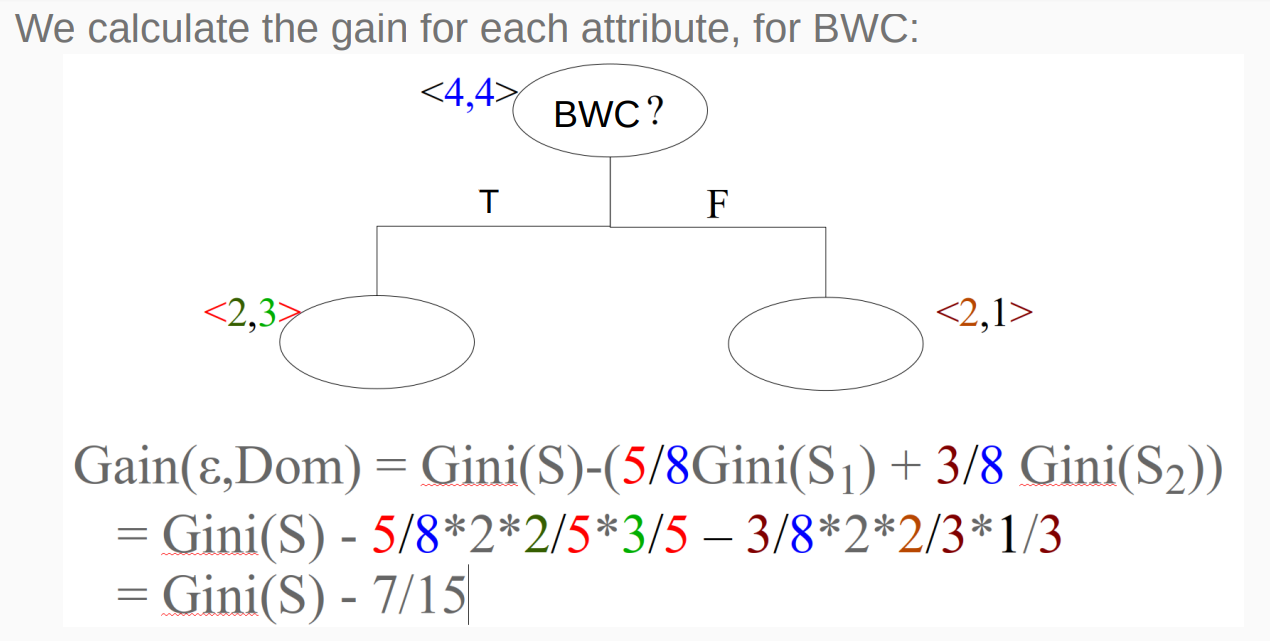 We calculate the gain for each attribute, for BWC:
<4,4>
BWC?
T
F
<2,3>
<2,1>
Gain(ε,Dom) = Gini(S)-(5/8Gini(S₁) + 3/8 Gini(S₂))
= Gini(S) - 5/8*2*2/5*3/5 – 3/8*2*2/3*1/3
= Gini(S) - 7/15